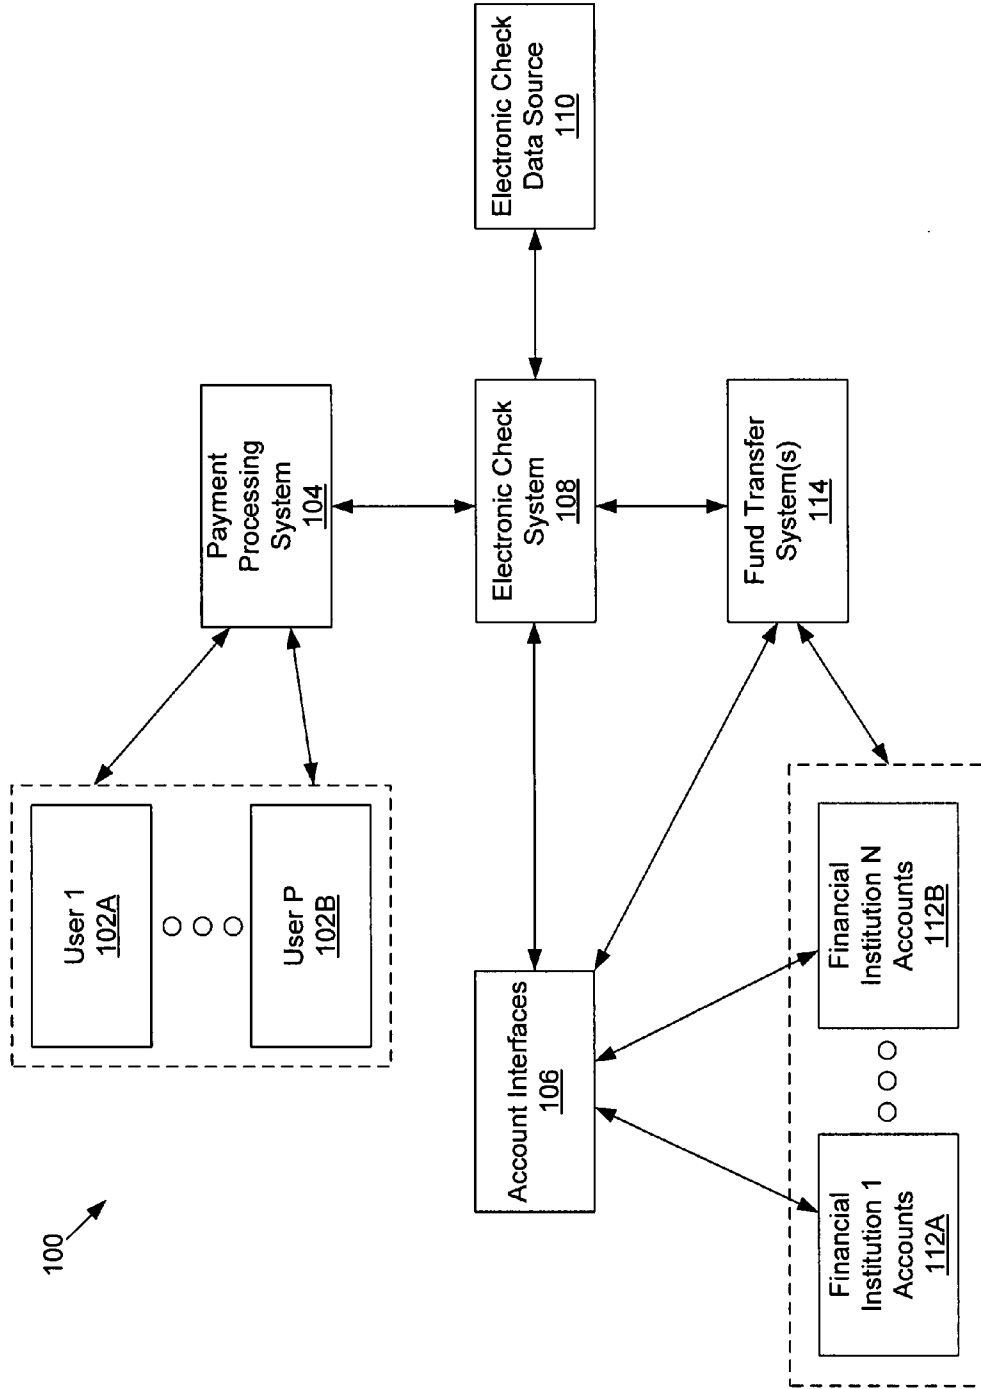 100
User 1
102A
User P
102B
Payment
Processing
System
104
Account Interfaces
106
Electronic Check
System
108
Electronic Check
Data Source
110
Financial
Institution 1
Accounts
112A
Financial
Institution N
Accounts
112B
Fund Transfer
System(s)
114